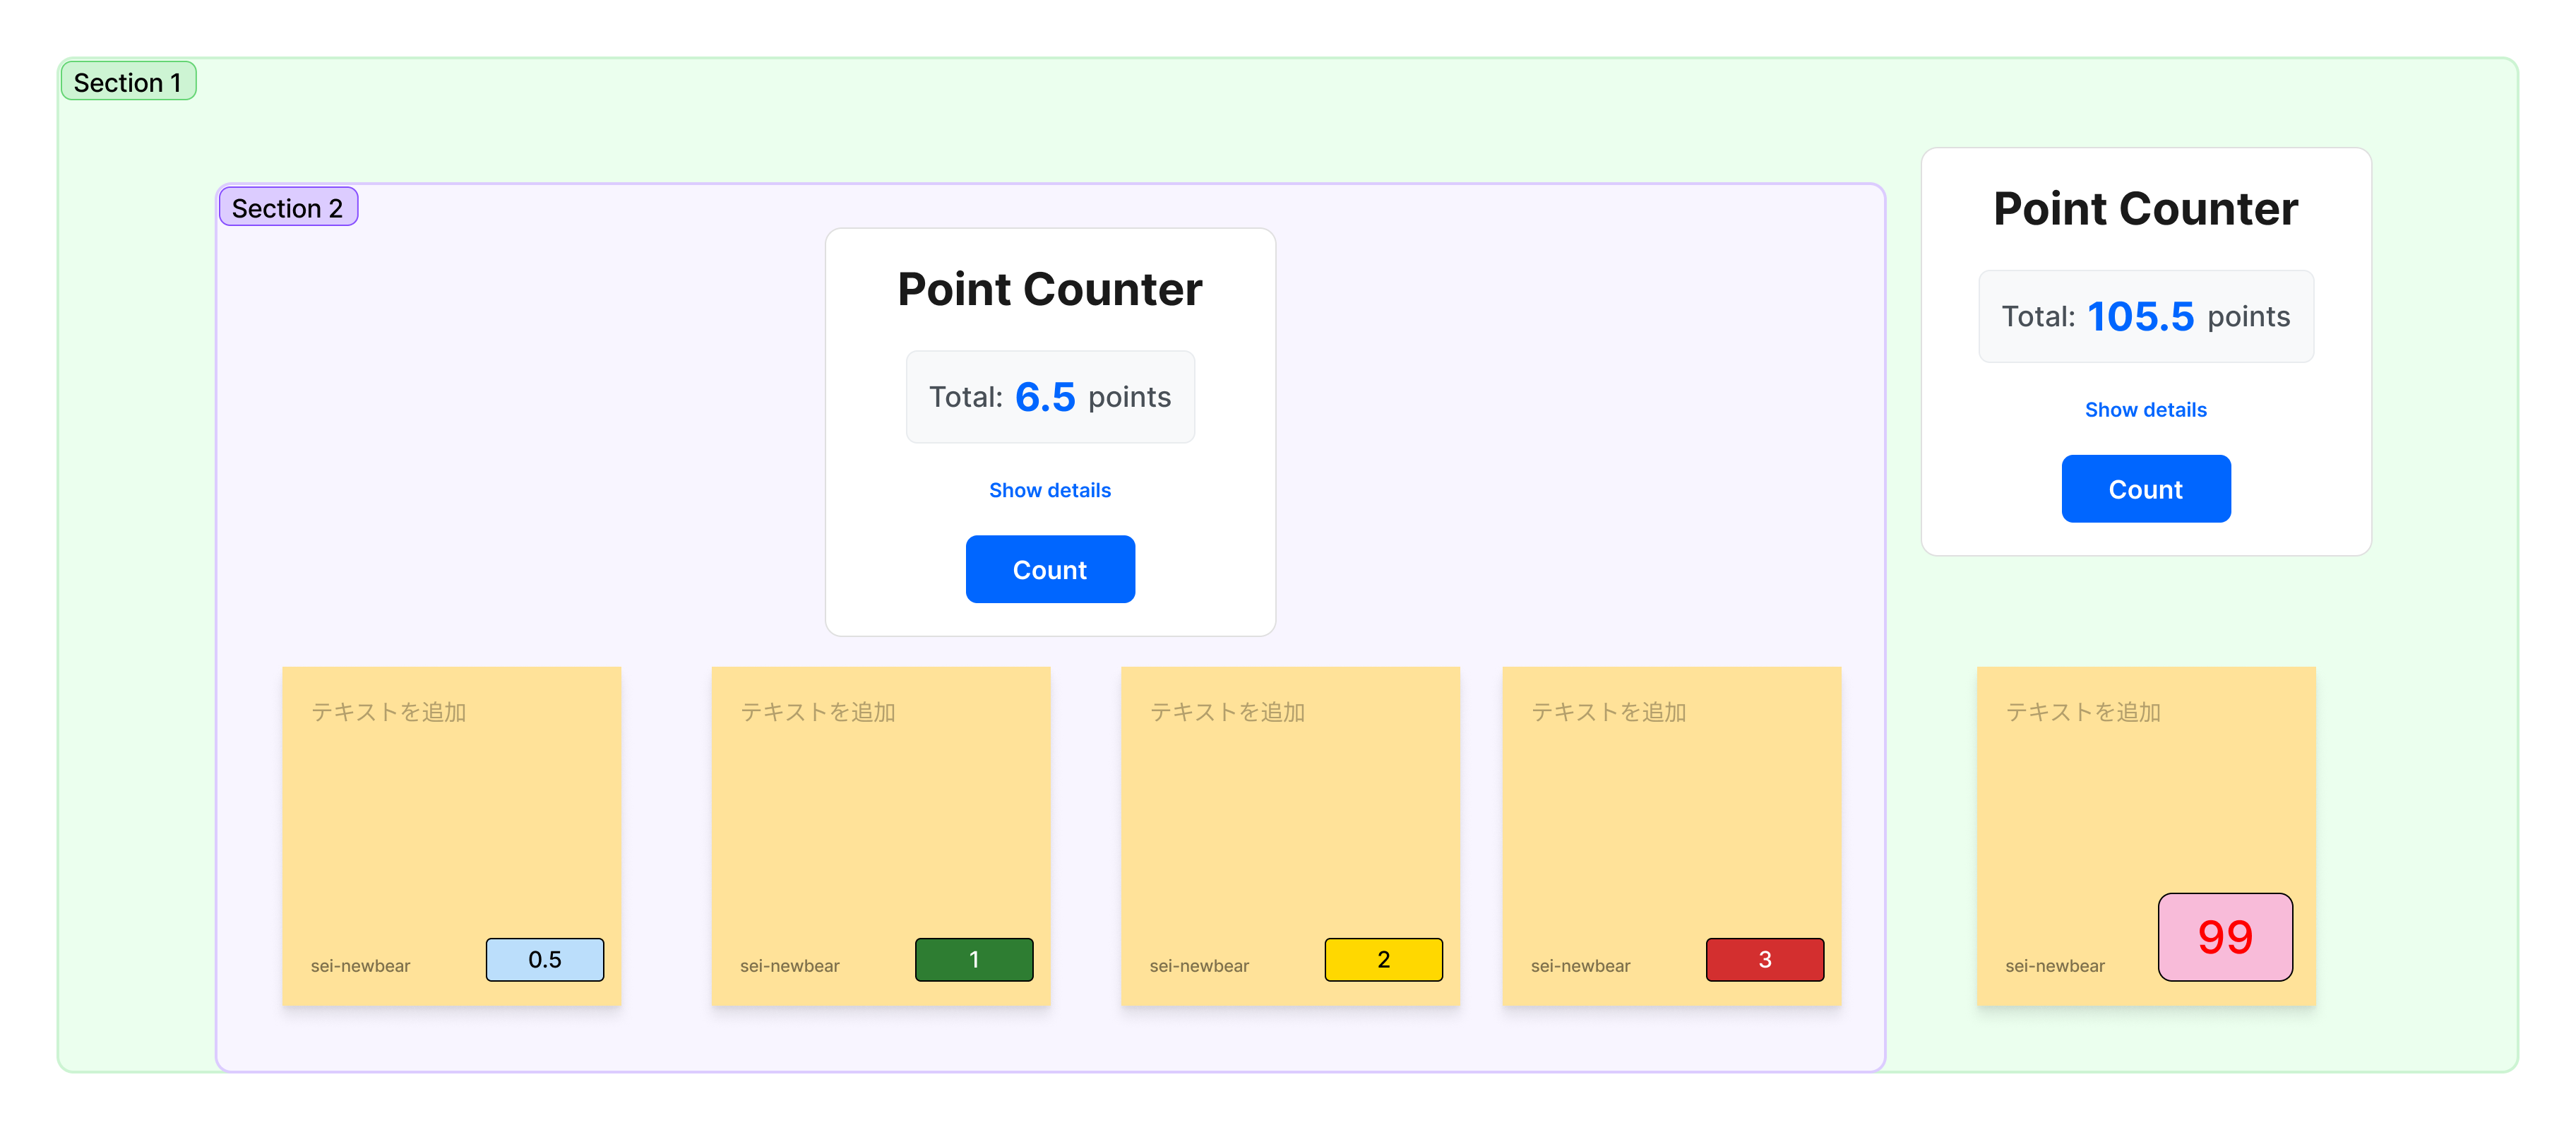 Section 1
Section 2
Point Counter
Total: 6.5 points
Show details
Count
Point Counter
Total: 105.5 points
Show details
Count
テキストを追加
sei-newbear
0.5
テキストを追加
sei-newbear
1
テキストを追加
sei-newbear
2
テキストを追加
sei-newbear
3
テキストを追加
sei-newbear
99